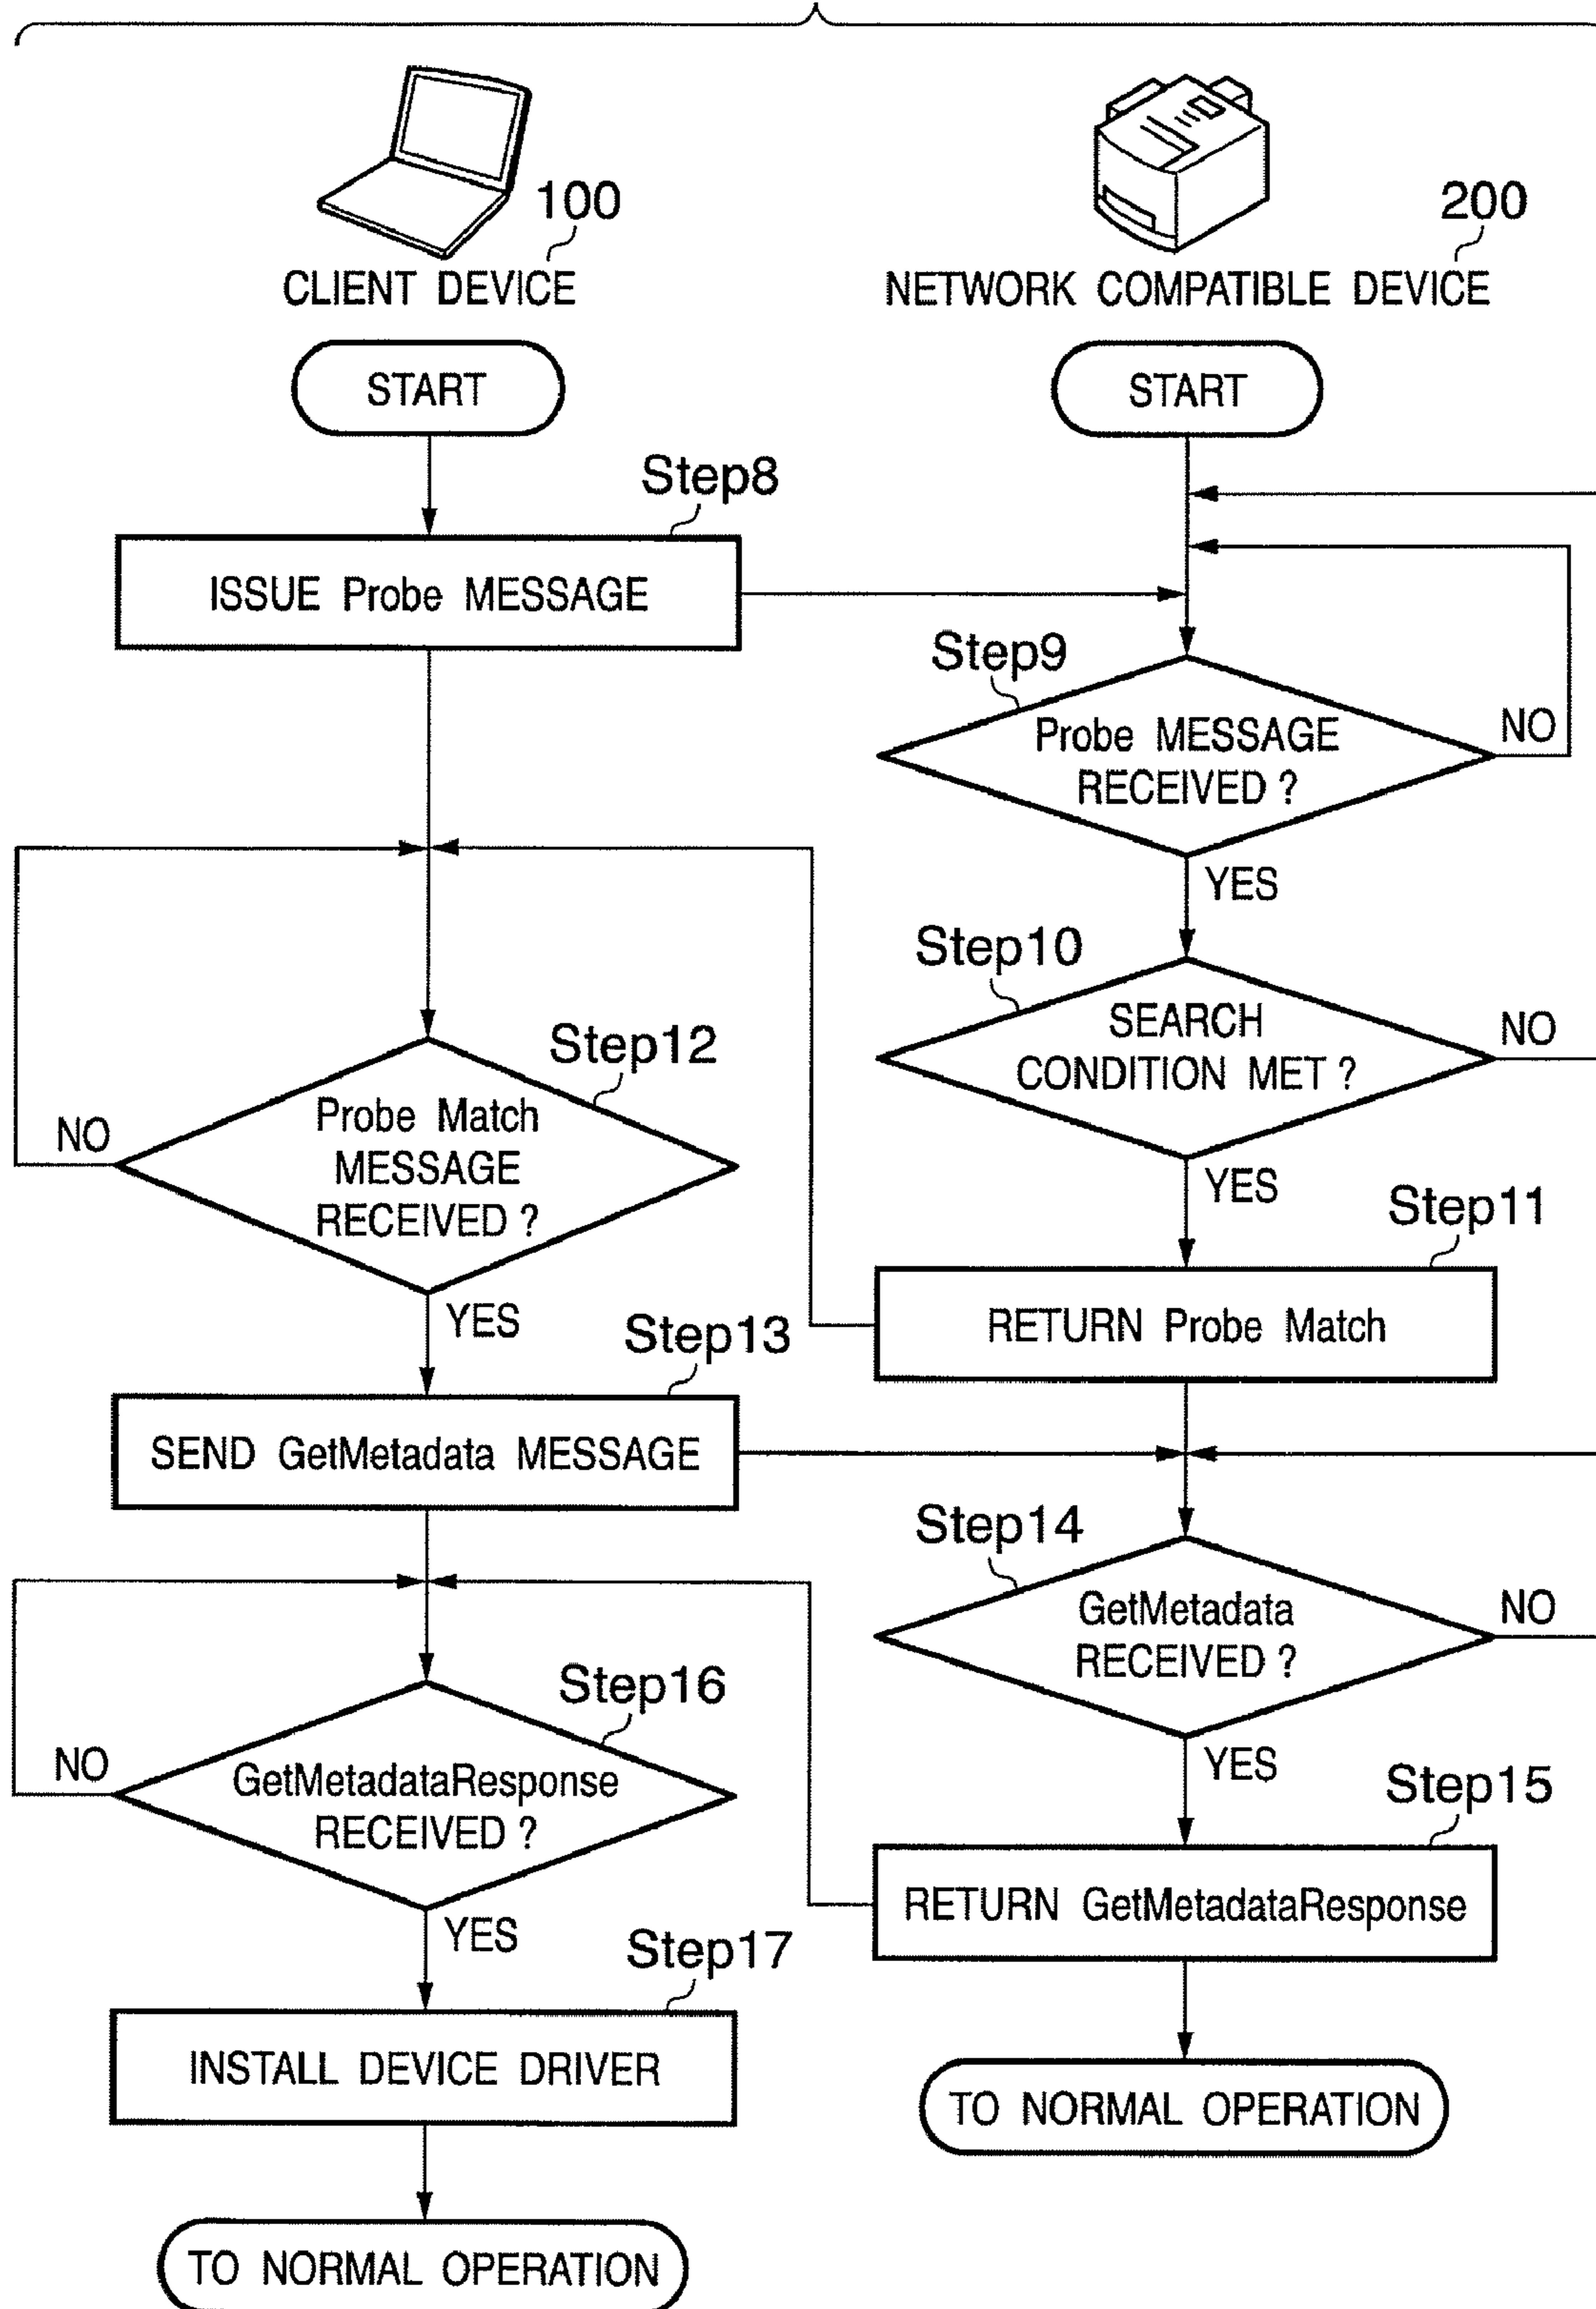 100
CLIENT DEVICE
200
NETWORK COMPATIBLE DEVICE
START
START
Step8
ISSUE Probe MESSAGE
Step9
Probe MESSAGE
RECEIVED ?
NO
YES
Step10
SEARCH
CONDITION MET ?
NO
YES
Step12
Probe Match
MESSAGE
RECEIVED ?
NO
YES
Step11
RETURN Probe Match
Step13
SEND GetMetadata MESSAGE
Step14
GetMetadata
RECEIVED ?
NO
YES
Step16
GetMetadataResponse
RECEIVED ?
NO
YES
Step15
RETURN GetMetadataResponse
Step17
INSTALL DEVICE DRIVER
TO NORMAL OPERATION
TO NORMAL OPERATION